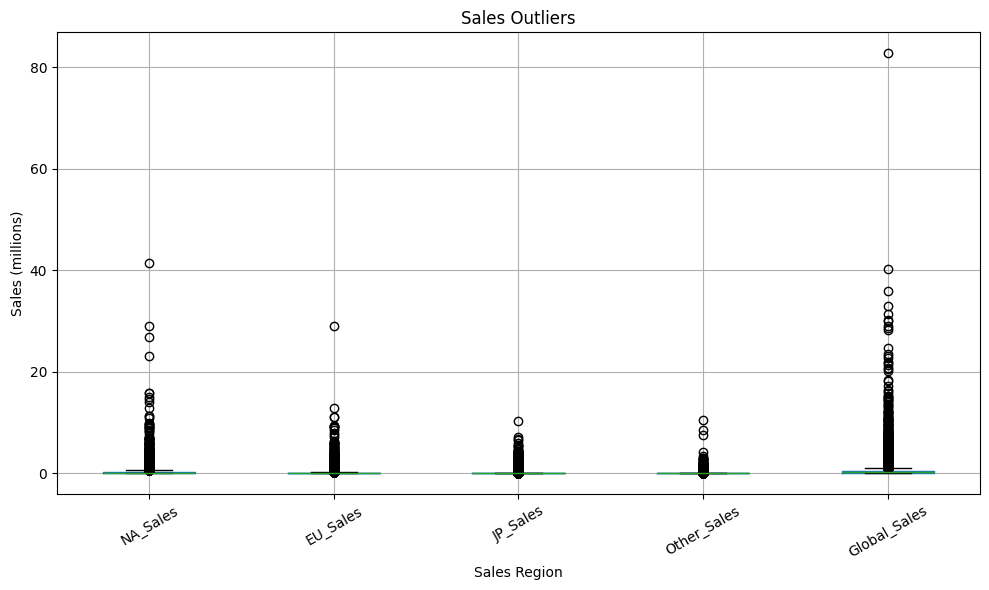 Sales Outliers
Sales (millions)
80
60
40
20
0
NA_Sales
EU_Sales
JP_Sales
Other_Sales
Global_Sales
Sales Region